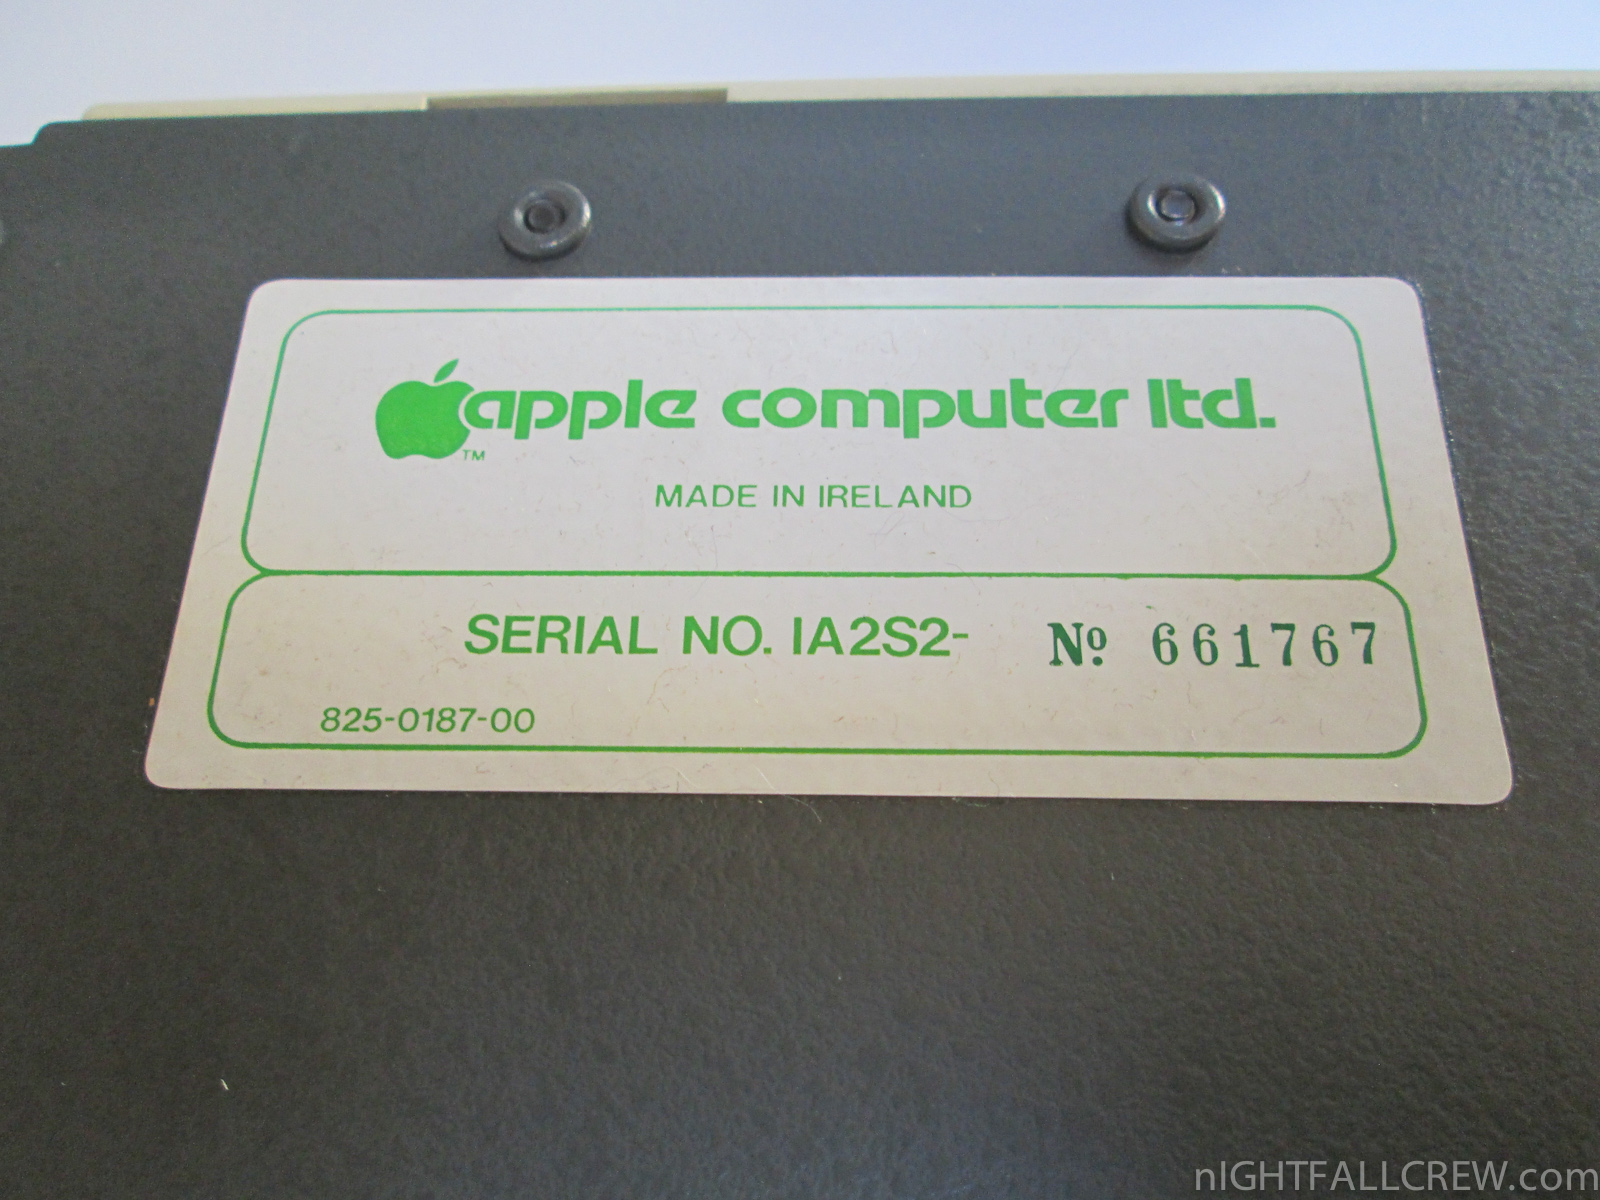 apple computer ltd.
TM
MADE IN IRELAND
SERIAL NO. IA2S2- Nº 661767
825-0187-00
nIGHTFALLCREW.com